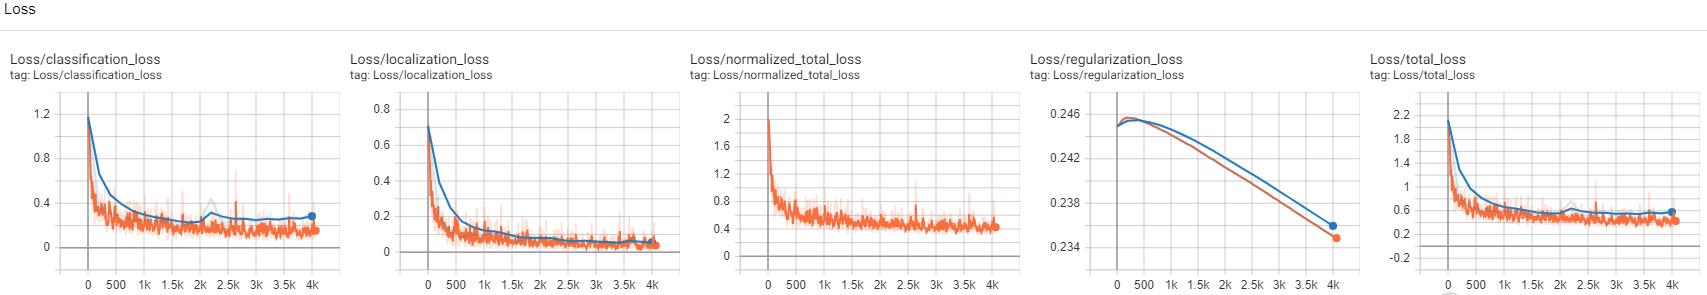 Loss
Loss/classification_loss
tag: Loss/classification_loss
1.2
0.8
0.4
0
0 500 1k 1.5k 2k 2.5k 3k 3.5k 4k
Loss/localization_loss
tag: Loss/localization_loss
0.8
0.6
0.4
0.2
0
0 500 1k 1.5k 2k 2.5k 3k 3.5k 4k
Loss/normalized_total_loss
tag: Loss/normalized_total_loss
2
1.6
1.2
0.8
0.4
0
0 500 1k 1.5k 2k 2.5k 3k 3.5k 4k
Loss/regularization_loss
tag: Loss/regularization_loss
0.246
0.242
0.238
0.234
0 500 1k 1.5k 2k 2.5k 3k 3.5k 4k
Loss/total_loss
tag: Loss/total_loss
2.2
1.8
1.4
1
0.6
0.2
-0.2
0 500 1k 1.5k 2k 2.5k 3k 3.5k 4k